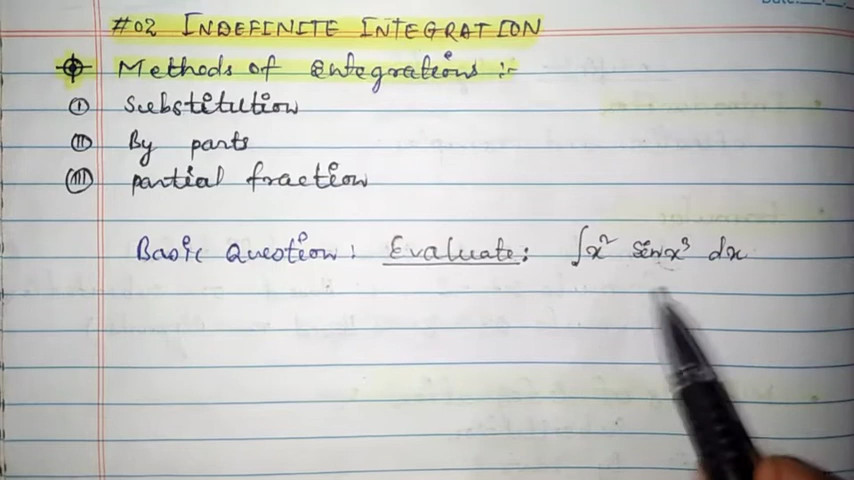 Date:
#02 INDEFINITE INTEGRATION
Methods of integrations :-
(I) Substitution
(II) By parts
(III) partial fraction
Basic Question: Evaluate: ∫x² sinx³ dx